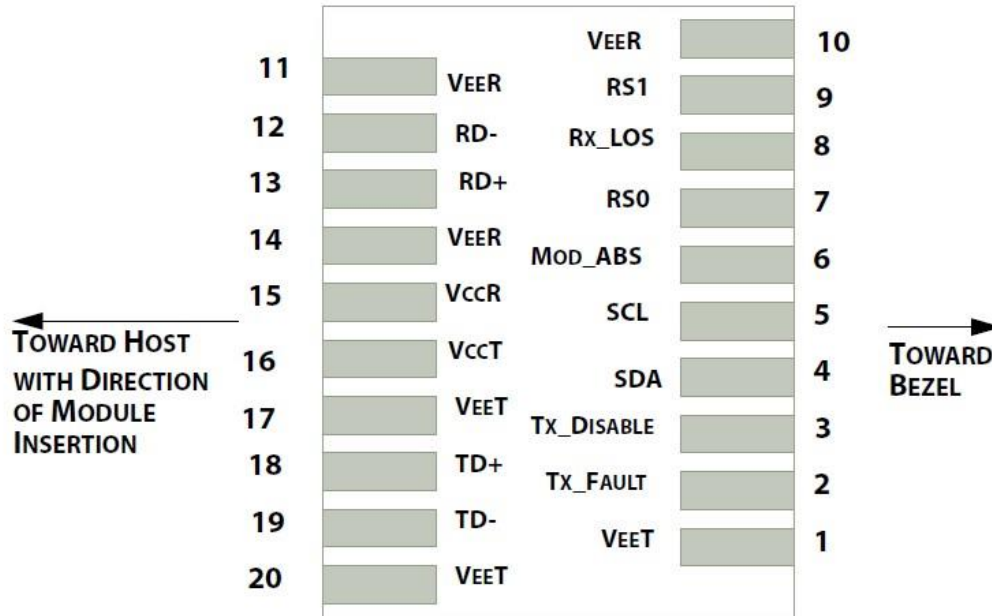 11 VEER
12 RD-
13 RD+
14 VEER
15 VCCR
16 VCCT
17 VEET
18 TD+
19 TD-
20 VEET
VEER 10
RS1 9
RX_LOS 8
RS0 7
MOD_ABS 6
SCL 5
SDA 4
TX_DISABLE 3
TX_FAULT 2
VEET 1
TOWARD HOST
WITH DIRECTION
OF MODULE
INSERTION
TOWARD
BEZEL